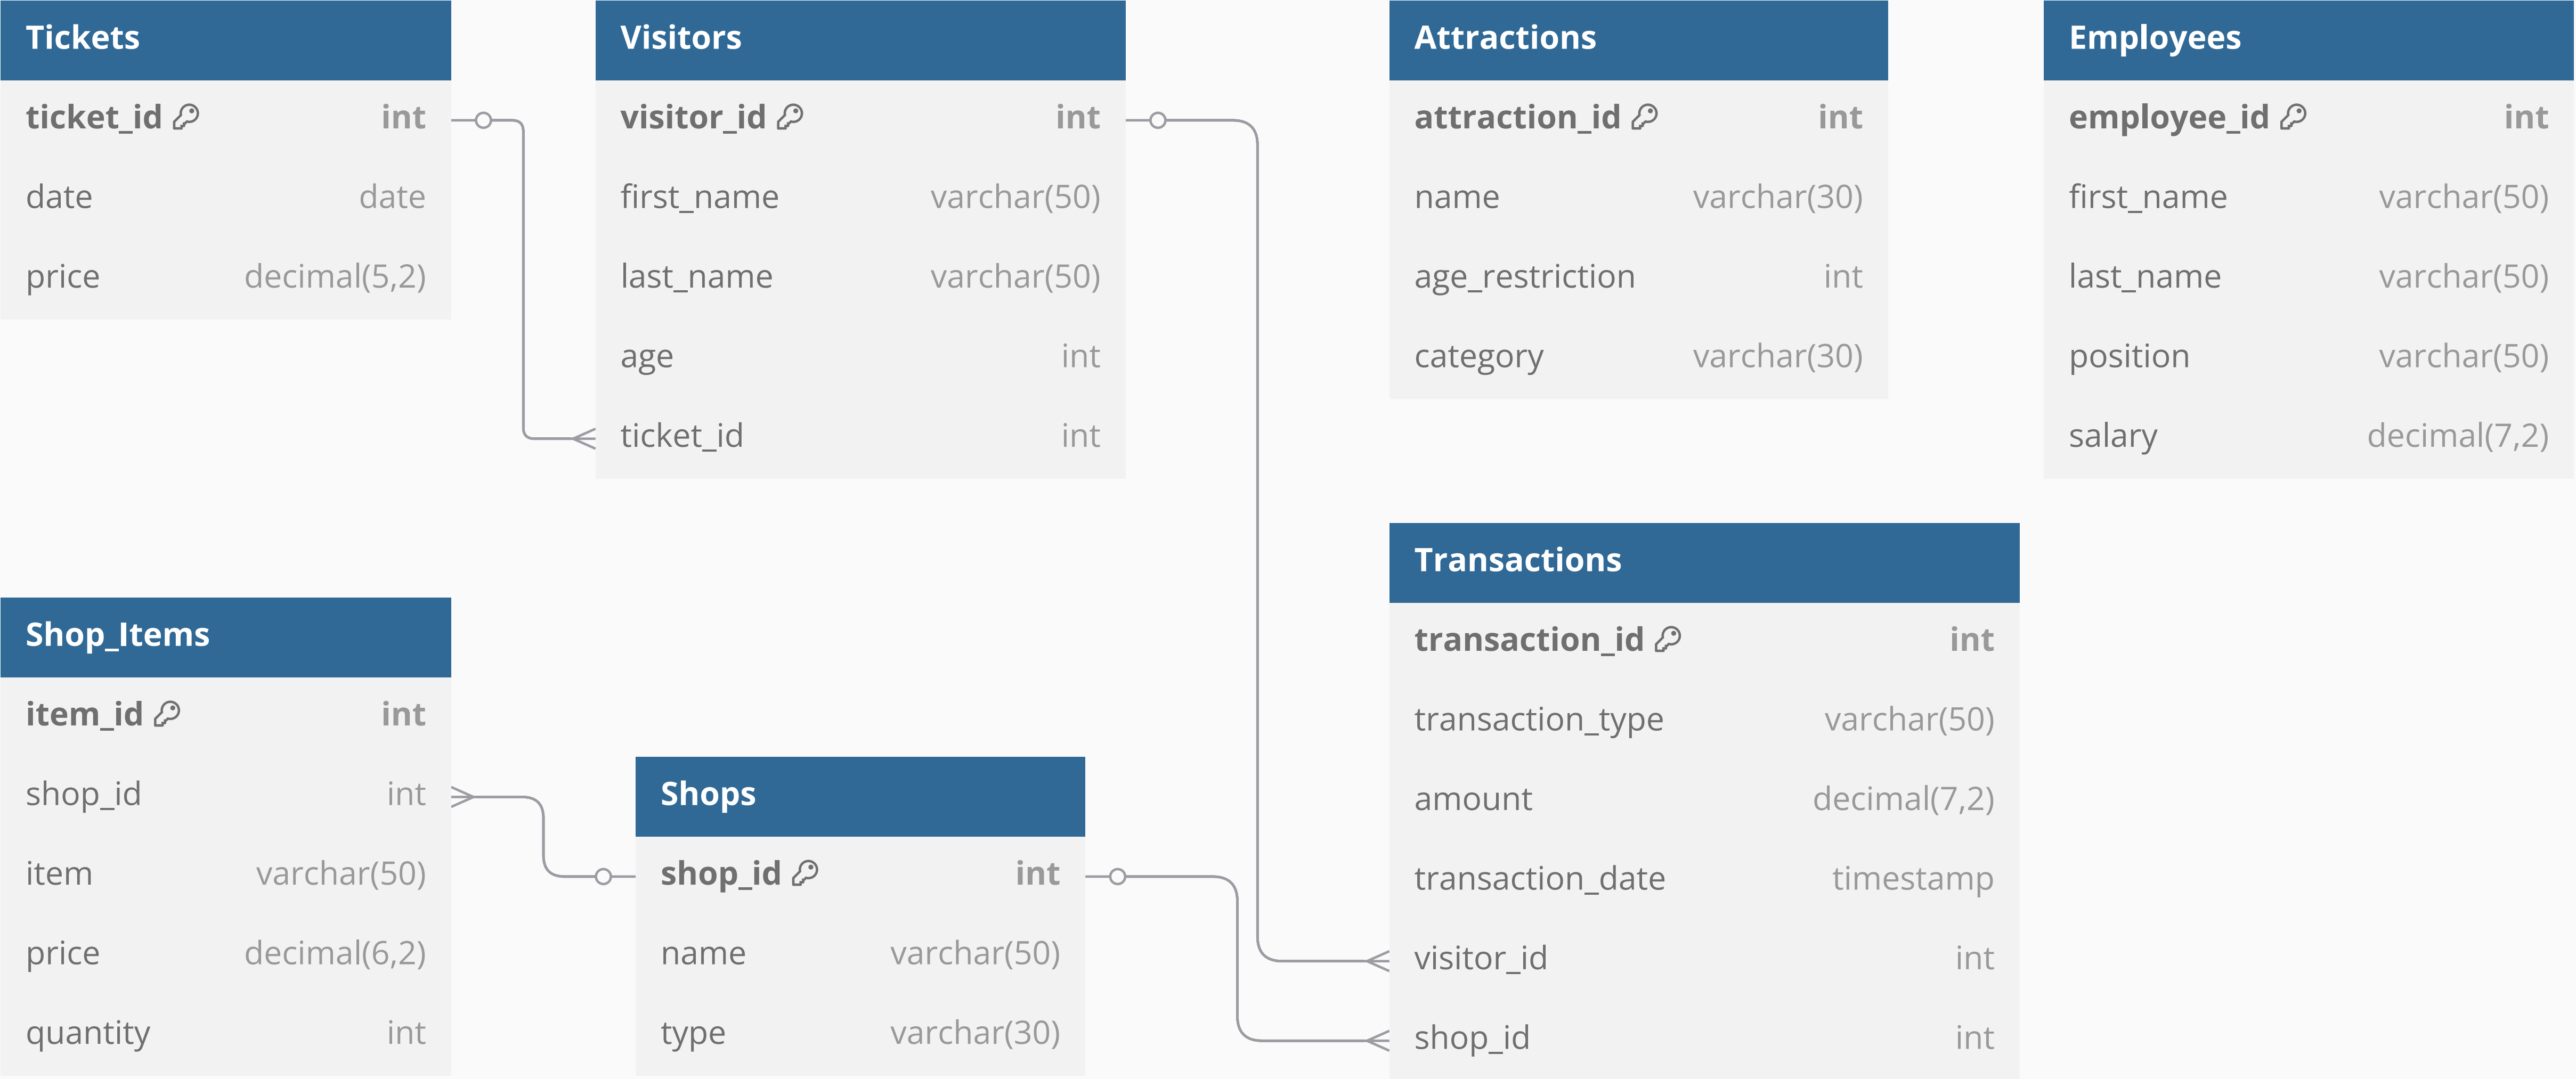 Tickets
ticket_id int
date date
price decimal(5,2)
Visitors
visitor_id int
first_name varchar(50)
last_name varchar(50)
age int
ticket_id int
Attractions
attraction_id int
name varchar(30)
age_restriction int
category varchar(30)
Employees
employee_id int
first_name varchar(50)
last_name varchar(50)
position varchar(50)
salary decimal(7,2)
Shop_Items
item_id int
shop_id int
item varchar(50)
price decimal(6,2)
quantity int
Shops
shop_id int
name varchar(50)
type varchar(30)
Transactions
transaction_id int
transaction_type varchar(50)
amount decimal(7,2)
transaction_date timestamp
visitor_id int
shop_id int